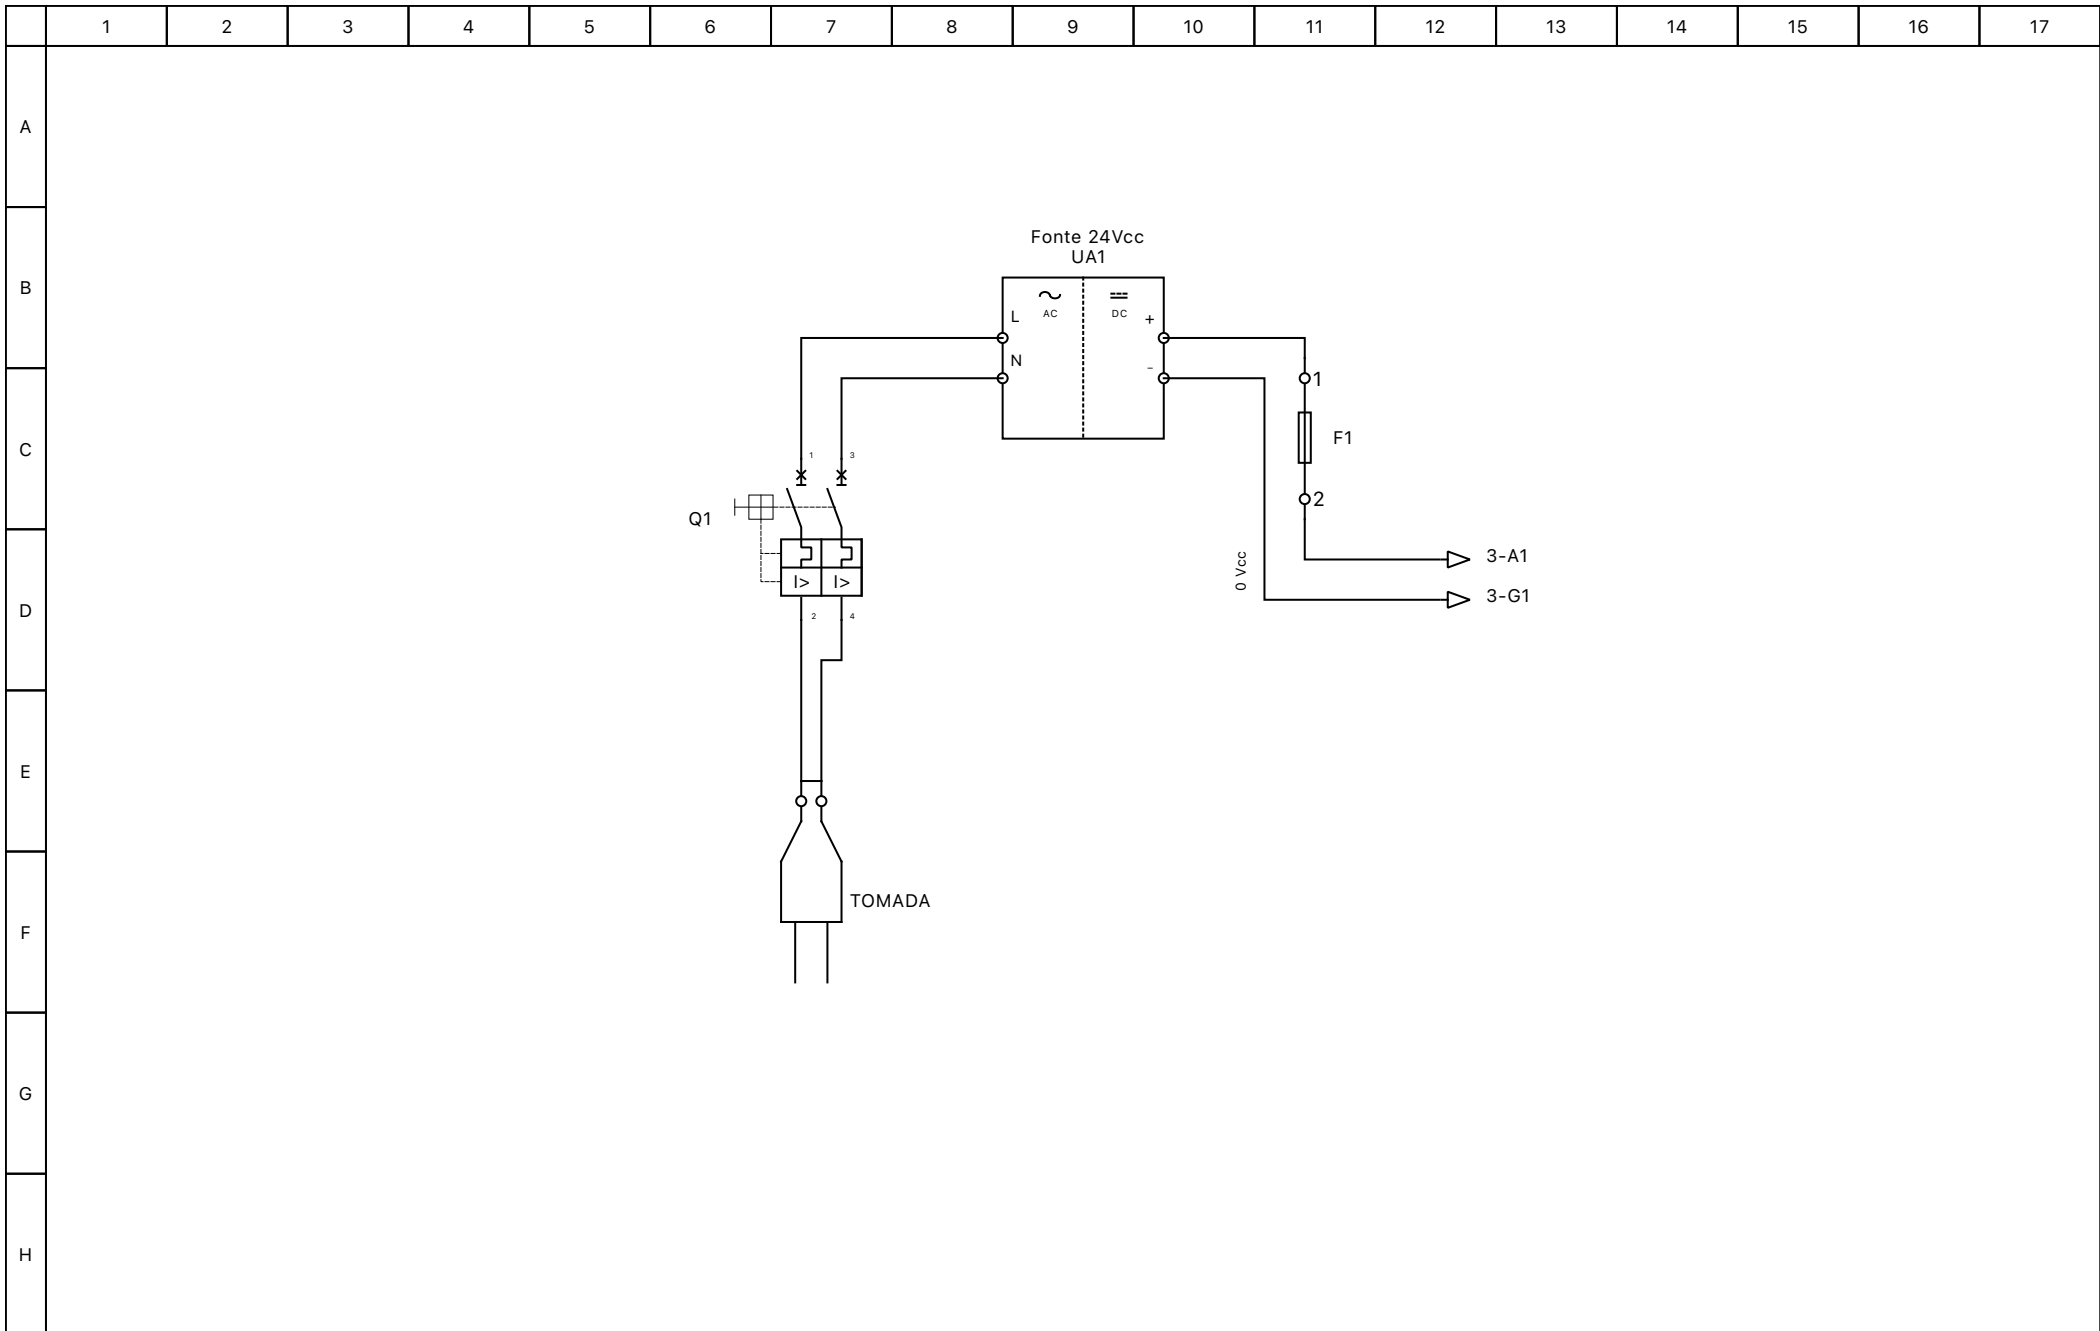 1 2 3 4 5 6 7 8 9 10 11 12 13 14 15 16 17
A
Fonte 24Vcc
UA1
B
AC DC
L +
N -
1
C
F1
1 3
2
Q1
3-A1
0 Vcc
I> I>
3-G1
D
2 4
E
TOMADA
F
G
H